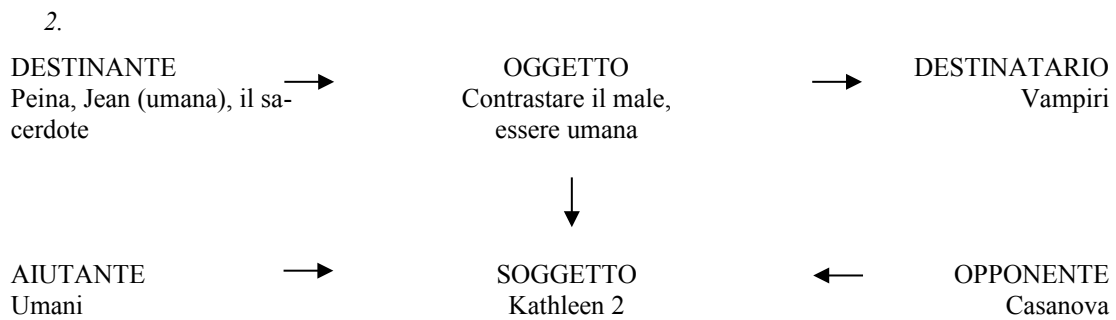 2.
DESTINANTE OGGETTO DESTINATARIO
Peina, Jean (umana), il sa- Contrastare il male, Vampiri
cerdote essere umana
AIUTANTE SOGGETTO OPPONENTE
Umani Kathleen 2 Casanova